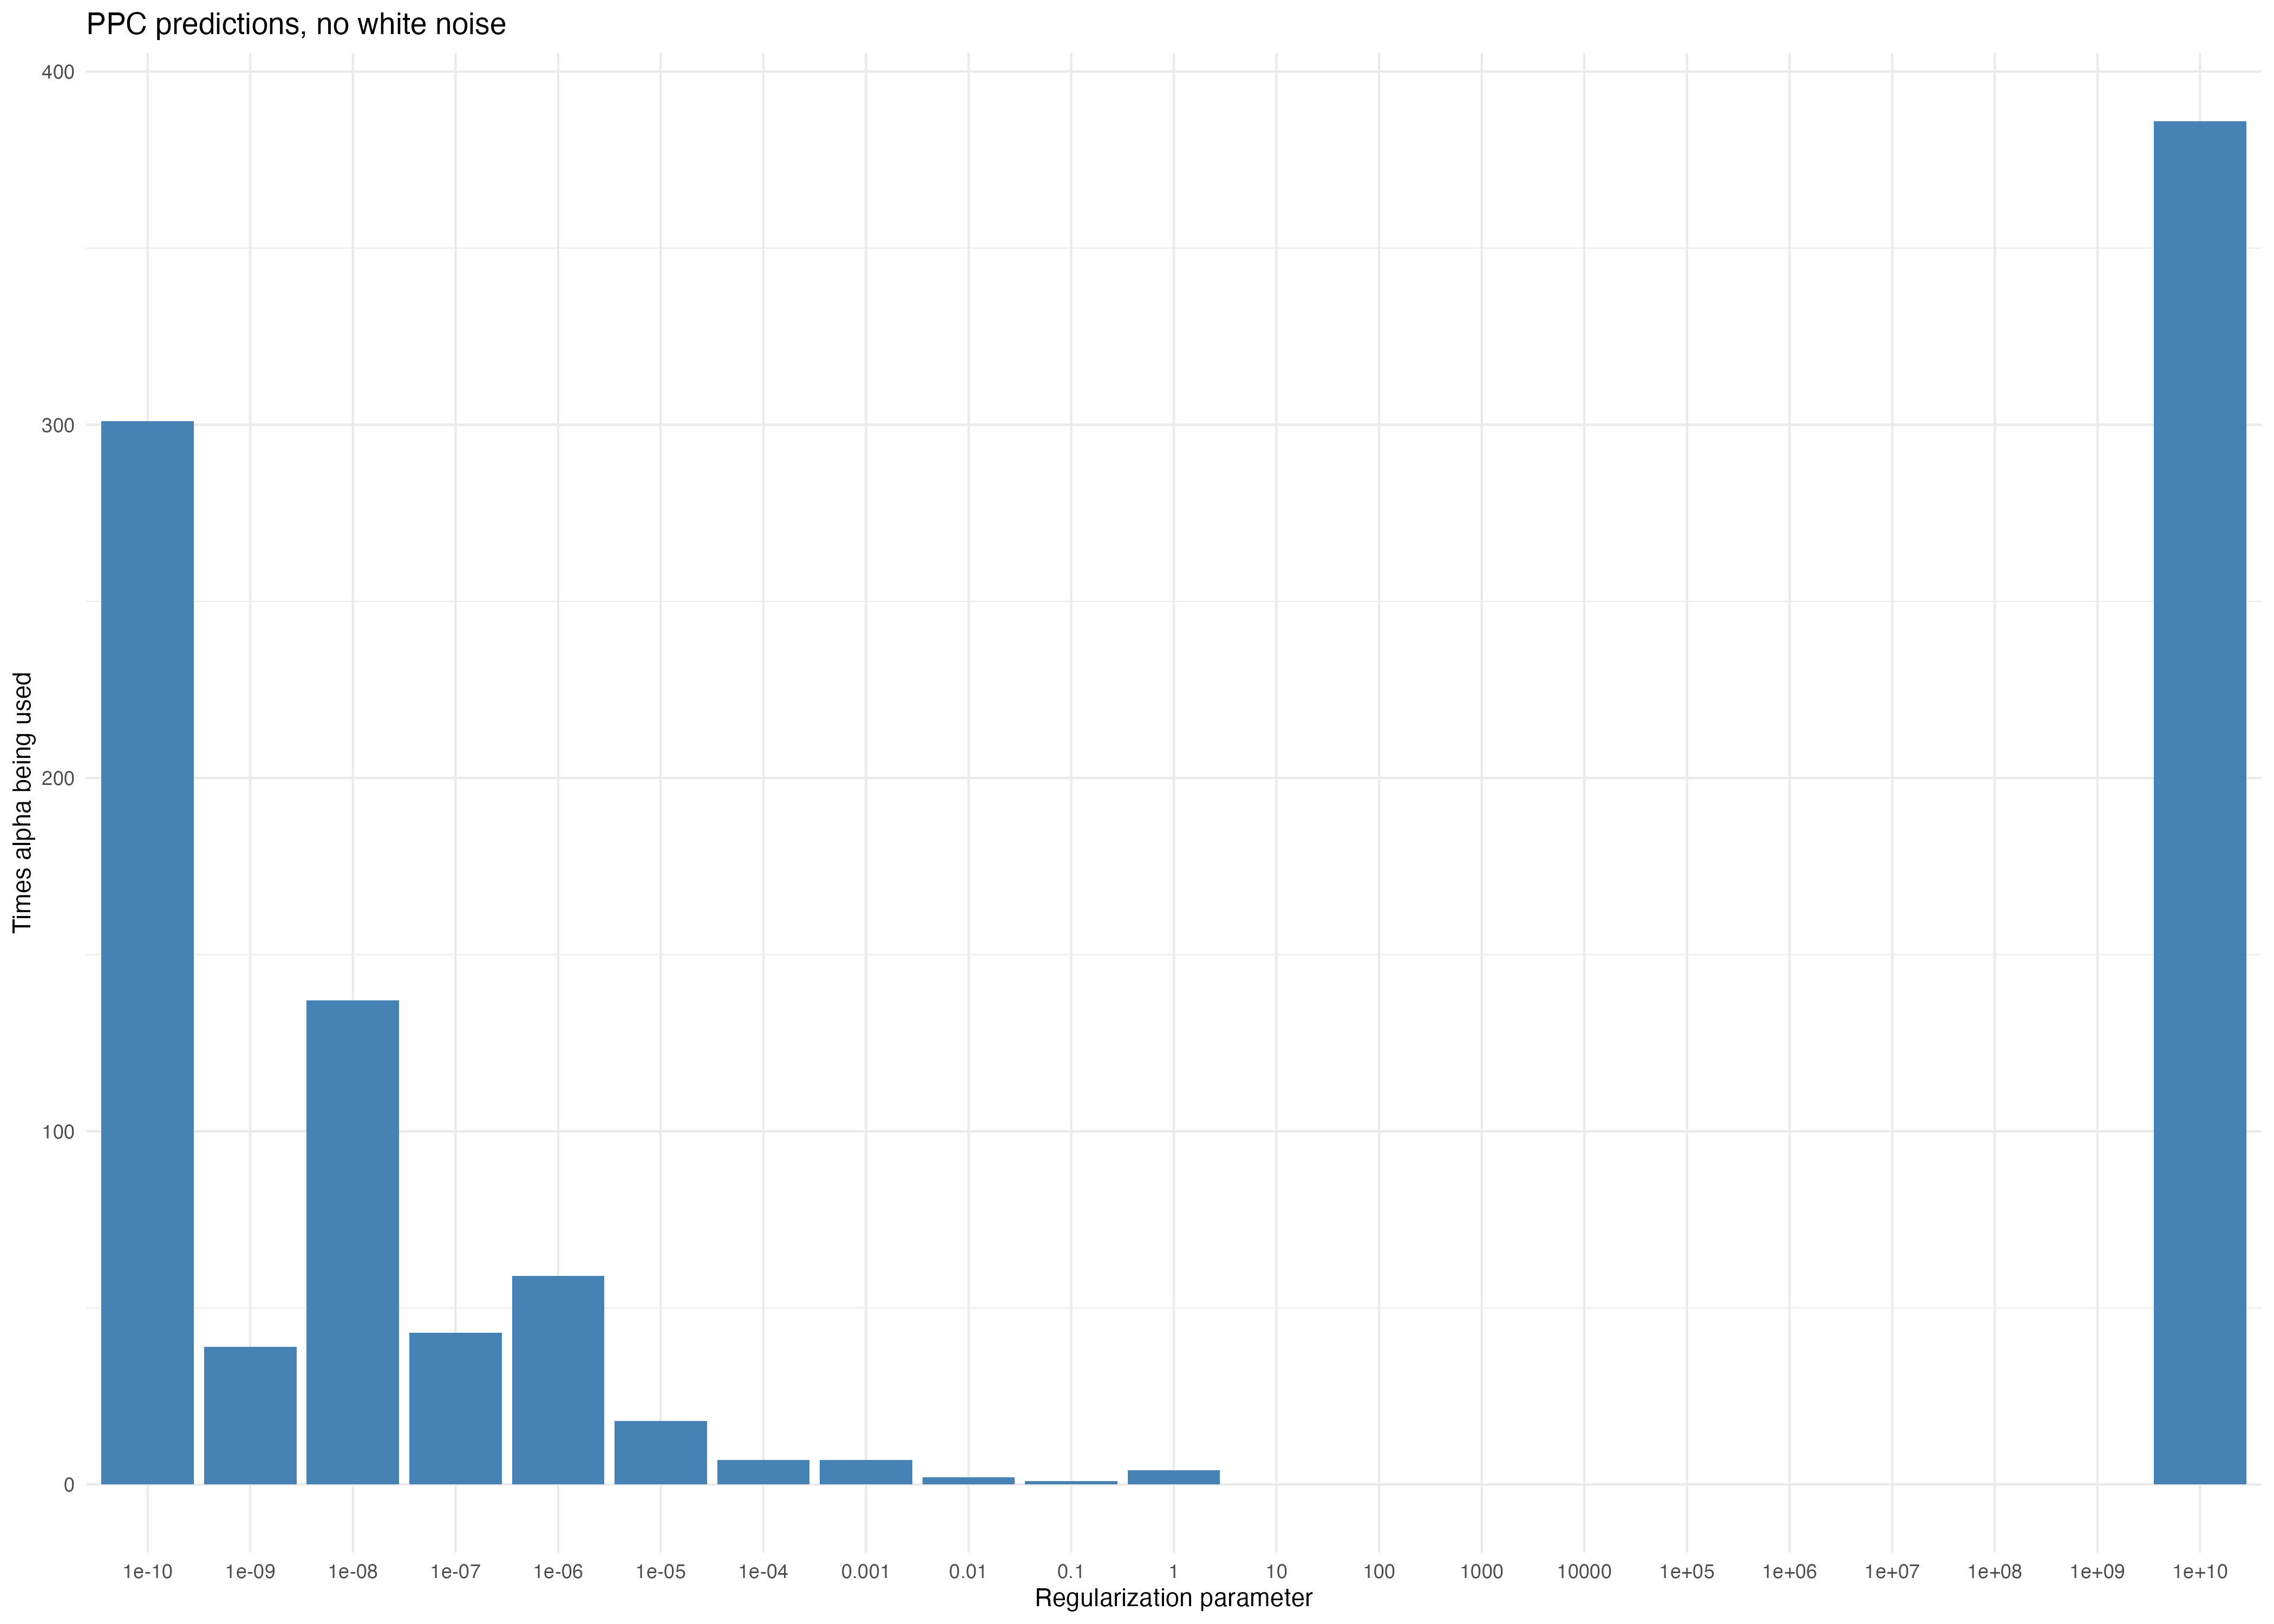 PPC predictions, no white noise
400
300
200
100
0
Times alpha being used
1e-10 1e-09 1e-08 1e-07 1e-06 1e-05 1e-04 0.001 0.01 0.1 1 10 100 1000 10000 1e+05 1e+06 1e+07 1e+08 1e+09 1e+10
Regularization parameter